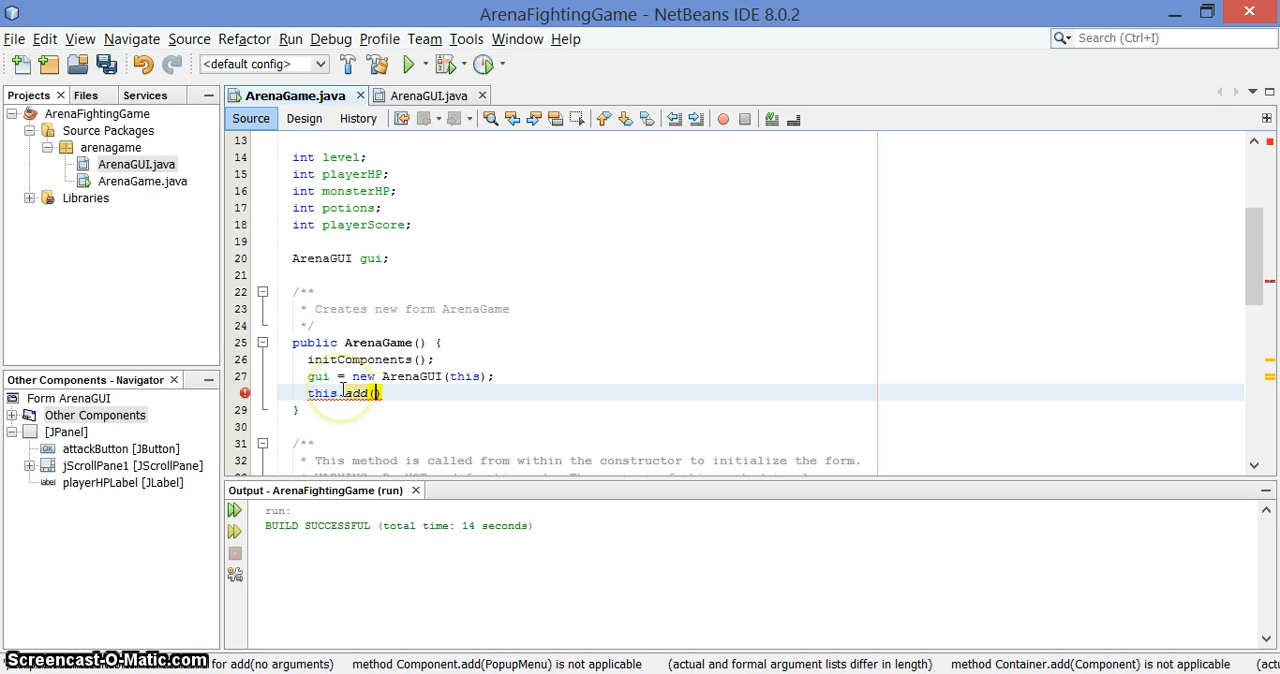 ArenaFightingGame - NetBeans IDE 8.0.2
File Edit View Navigate Source Refactor Run Debug Profile Team Tools Window Help
Search (Ctrl+I)
<default config>
Projects Files Services
ArenaGame.java ArenaGUI.java
ArenaFightingGame
Source Packages
arenagame
ArenaGUI.java
ArenaGame.java
Libraries
Source Design History
13
14 int level;
15 int playerHP;
16 int monsterHP;
17 int potions;
18 int playerScore;
19
20 ArenaGUI gui;
21
22 /**
23 * Creates new form ArenaGame
24 */
25 public ArenaGame() {
26 initComponents();
27 gui = new ArenaGUI(this);
this.add()
29 }
30
31 /**
32 * This method is called from within the constructor to initialize the form.
Other Components - Navigator
Form ArenaGUI
Other Components
[JPanel]
attackButton [JButton]
jScrollPane1 [JScrollPane]
playerHPLabel [JLabel]
Output - ArenaFightingGame (run)
run:
BUILD SUCCESSFUL (total time: 14 seconds)
Screencast-O-Matic.com
for add(no arguments) method Component.add(PopupMenu) is not applicable (actual and formal argument lists differ in length) method Container.add(Component) is not applicable